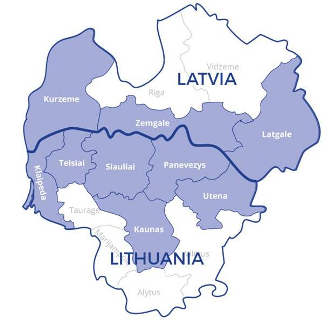 Vidzeme
LATVIA
Riga
Kurzeme
Zemgale
Latgale
Telsiai
Siauliai
Panevezys
Klaipeda
Utena
Taurage
Kaunas
LITHUANIA
Alytus